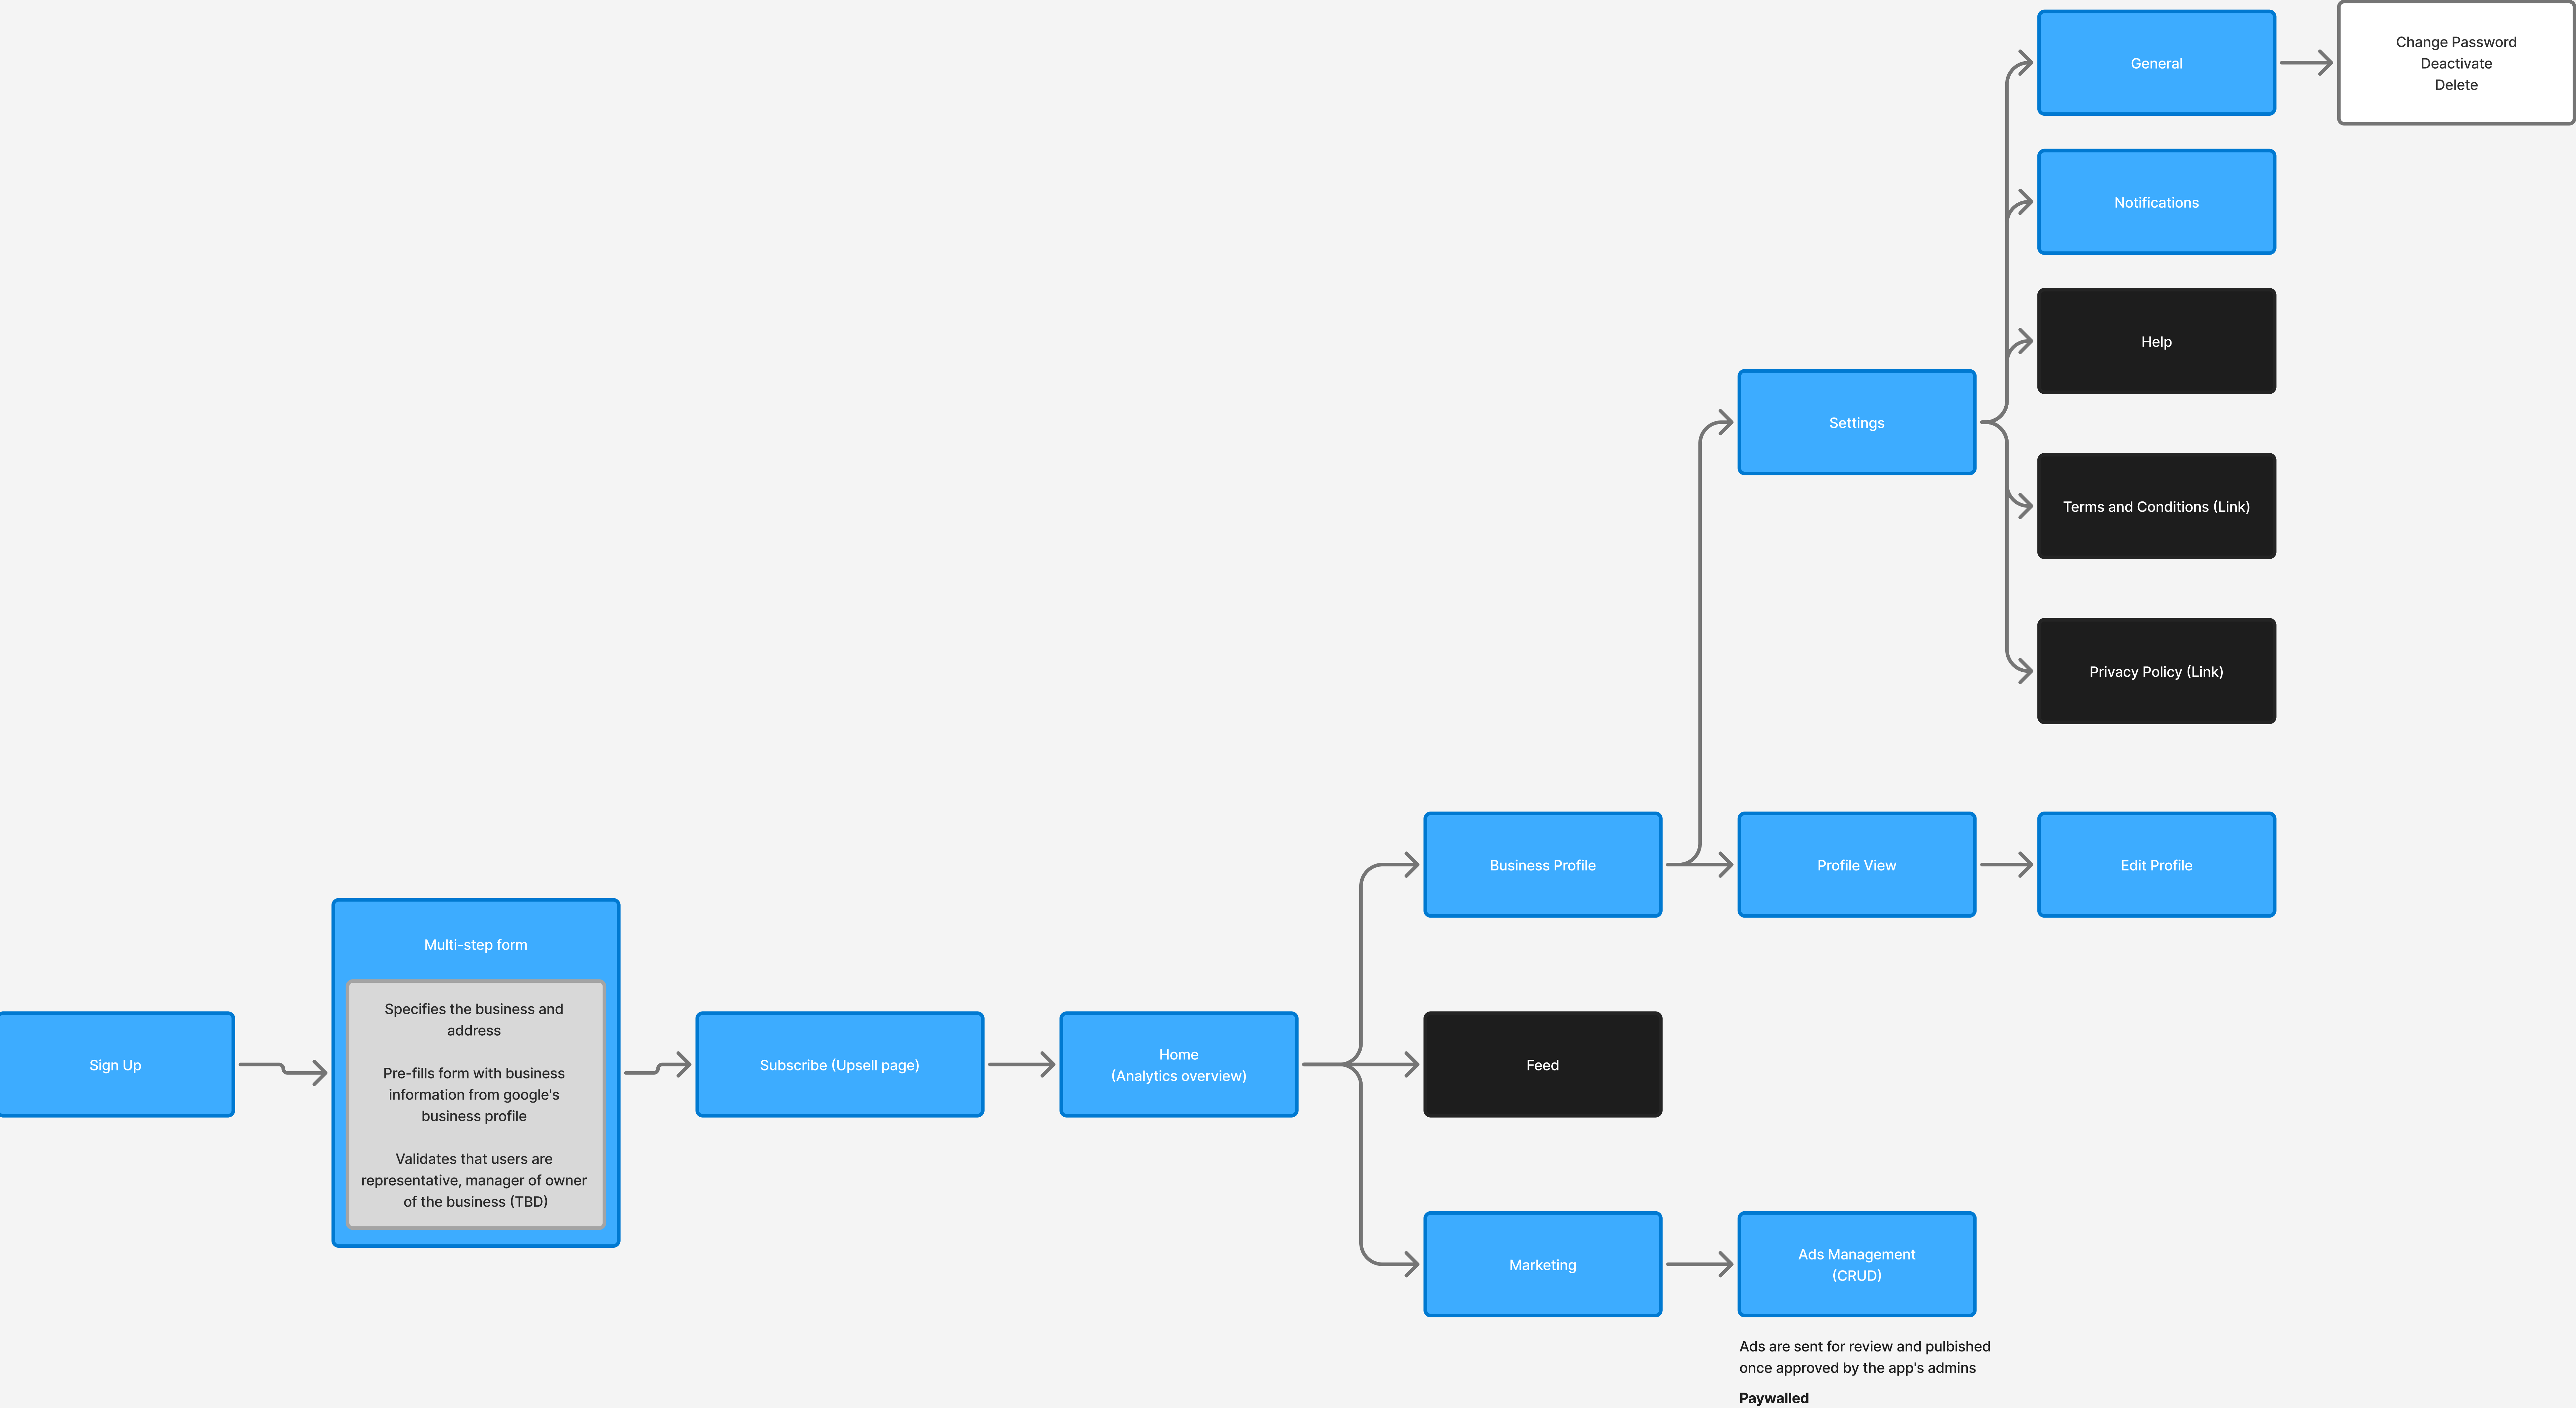 General
Change Password
Deactivate
Delete
Notifications
Help
Settings
Terms and Conditions (Link)
Privacy Policy (Link)
Business Profile
Profile View
Edit Profile
Multi-step form
Specifies the business and
address
Pre-fills form with business
information from google's
business profile
Validates that users are
representative, manager of owner
of the business (TBD)
Sign Up
Subscribe (Upsell page)
Home
(Analytics overview)
Feed
Marketing
Ads Management
(CRUD)
Ads are sent for review and pulbished
once approved by the app's admins
Paywalled